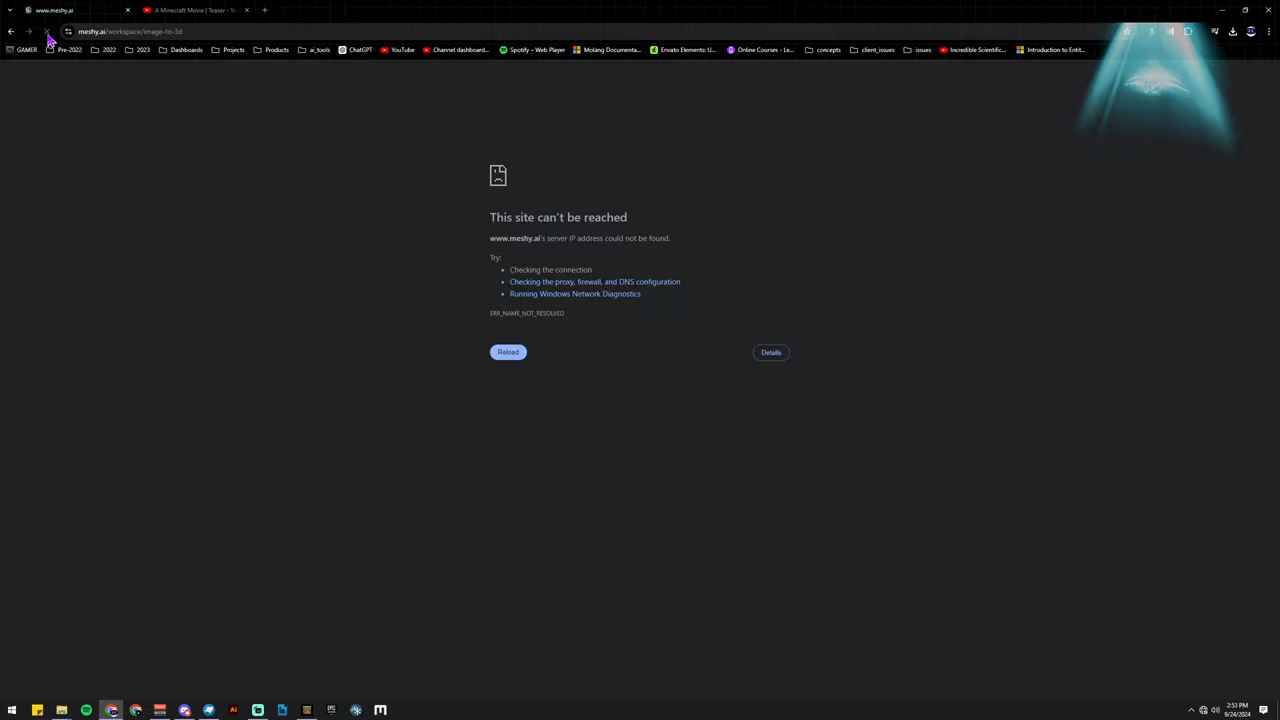 www.meshy.ai
A Minecraft Movie | Teaser - Yo
meshy.ai/workspace/image-to-3d
GAMER
Pre-2022
2022
2023
Dashboards
Projects
Products
ai_tools
ChatGPT
YouTube
Channel dashboard...
Spotify – Web Player
Molang Documenta...
Envato Elements: U...
Online Courses - Le...
concepts
client_issues
issues
Incredible Scientific...
Introduction to Entit...
This site can't be reached
www.meshy.ai's server IP address could not be found.
Try:
• Checking the connection
• Checking the proxy, firewall, and DNS configuration
• Running Windows Network Diagnostics
ERR_NAME_NOT_RESOLVED
Reload
Details
Ai
EPIC
2:53 PM
9/24/2024